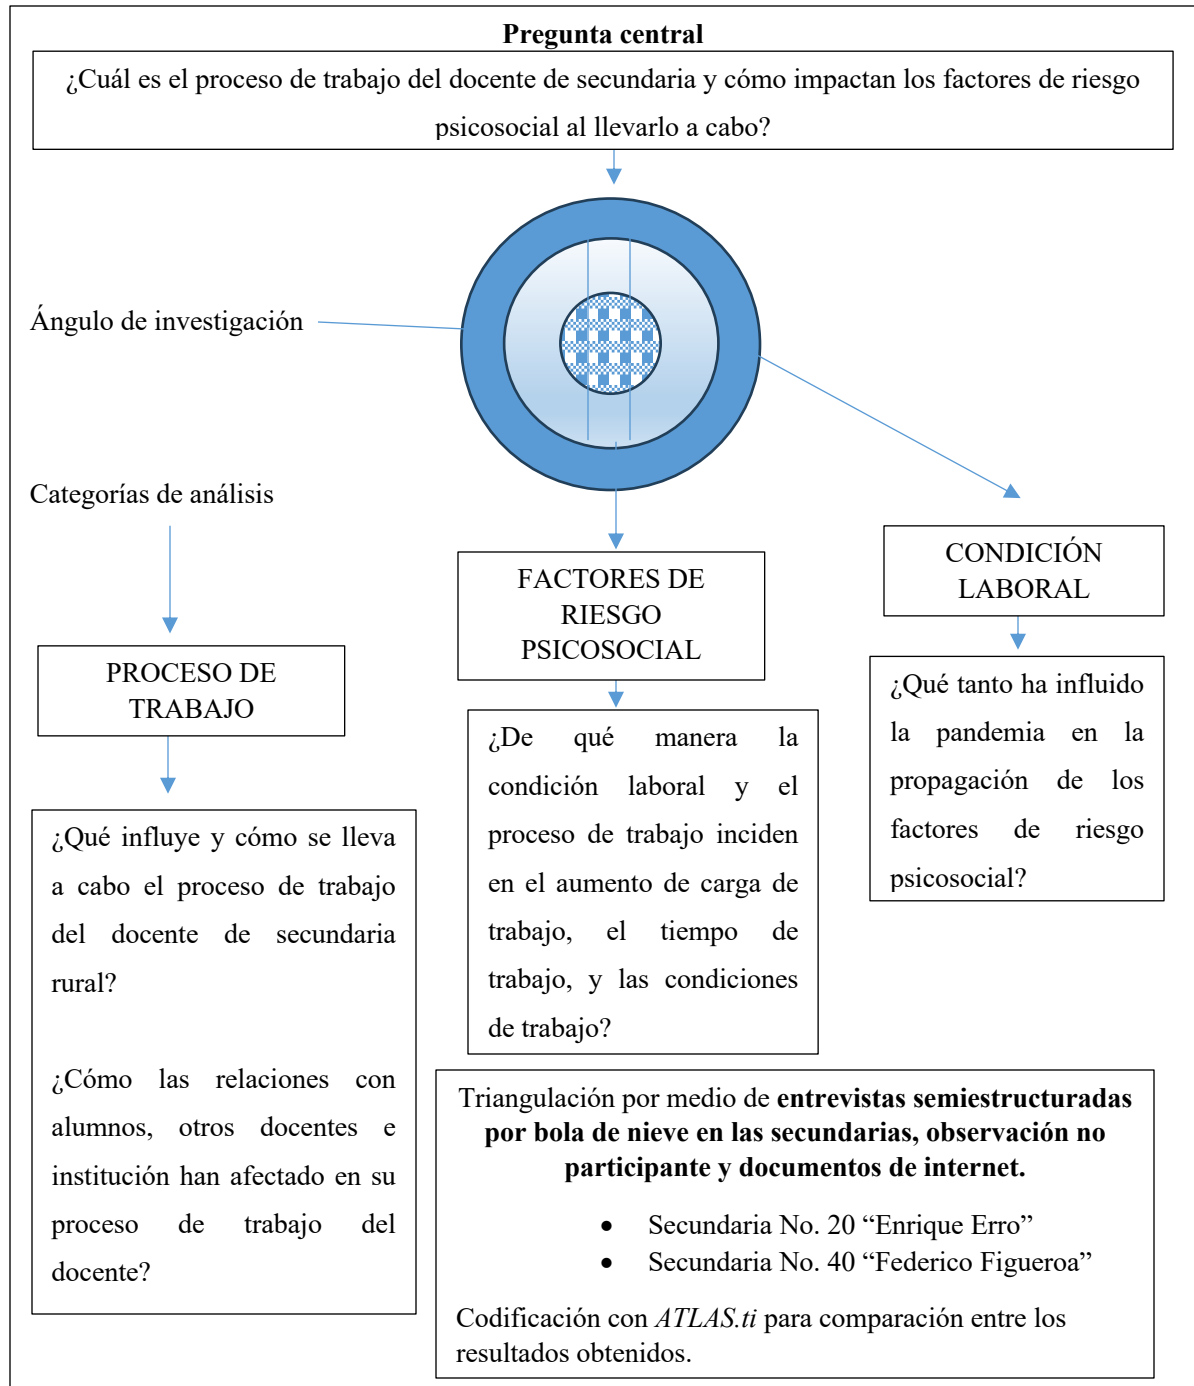 Pregunta central
¿Cuál es el proceso de trabajo del docente de secundaria y cómo impactan los factores de riesgo
psicosocial al llevarlo a cabo?
Ángulo de investigación
Categorías de análisis
PROCESO DE
TRABAJO
¿Qué influye y cómo se lleva
a cabo el proceso de trabajo
del docente de secundaria
rural?
¿Cómo las relaciones con
alumnos, otros docentes e
institución han afectado en su
proceso de trabajo del
docente?
FACTORES DE
RIESGO
PSICOSOCIAL
¿De qué manera la
condición laboral y el
proceso de trabajo inciden
en el aumento de carga de
trabajo, el tiempo de
trabajo, y las condiciones
de trabajo?
CONDICIÓN
LABORAL
¿Qué tanto ha influido
la pandemia en la
propagación de los
factores de riesgo
psicosocial?
Triangulación por medio de entrevistas semiestructuradas
por bola de nieve en las secundarias, observación no
participante y documentos de internet.
• Secundaria No. 20 “Enrique Erro”
• Secundaria No. 40 “Federico Figueroa”
Codificación con ATLAS.ti para comparación entre los
resultados obtenidos.